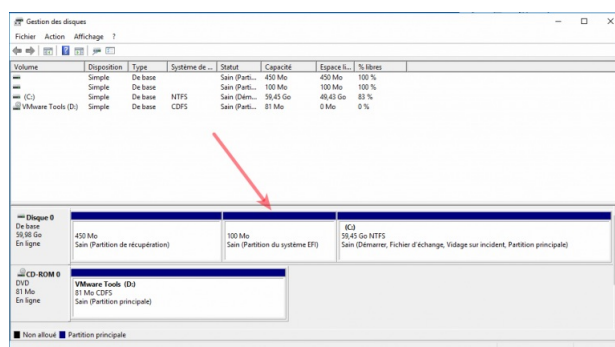 Gestion des disques
Fichier Action Affichage ?
Volume Disposition Type Système de ... Statut Capacité Espace li... % libres
Simple De base Sain (Parti... 450 Mo 450 Mo 100 %
Simple De base Sain (Parti... 100 Mo 100 Mo 100 %
(C:) Simple De base NTFS Sain (Dém... 59,45 Go 49,43 Go 83 %
VMware Tools (D:) Simple De base CDFS Sain (Parti... 81 Mo 0 Mo 0 %
Disque 0
De base
59,98 Go
En ligne
450 Mo
Sain (Partition de récupération)
100 Mo
Sain (Partition du système EFI)
(C:)
59,45 Go NTFS
Sain (Démarrer, Fichier d'échange, Vidage sur incident, Partition principale)
CD-ROM 0
DVD
81 Mo
En ligne
VMware Tools (D:)
81 Mo CDFS
Sain (Partition principale)
Non alloué Partition principale